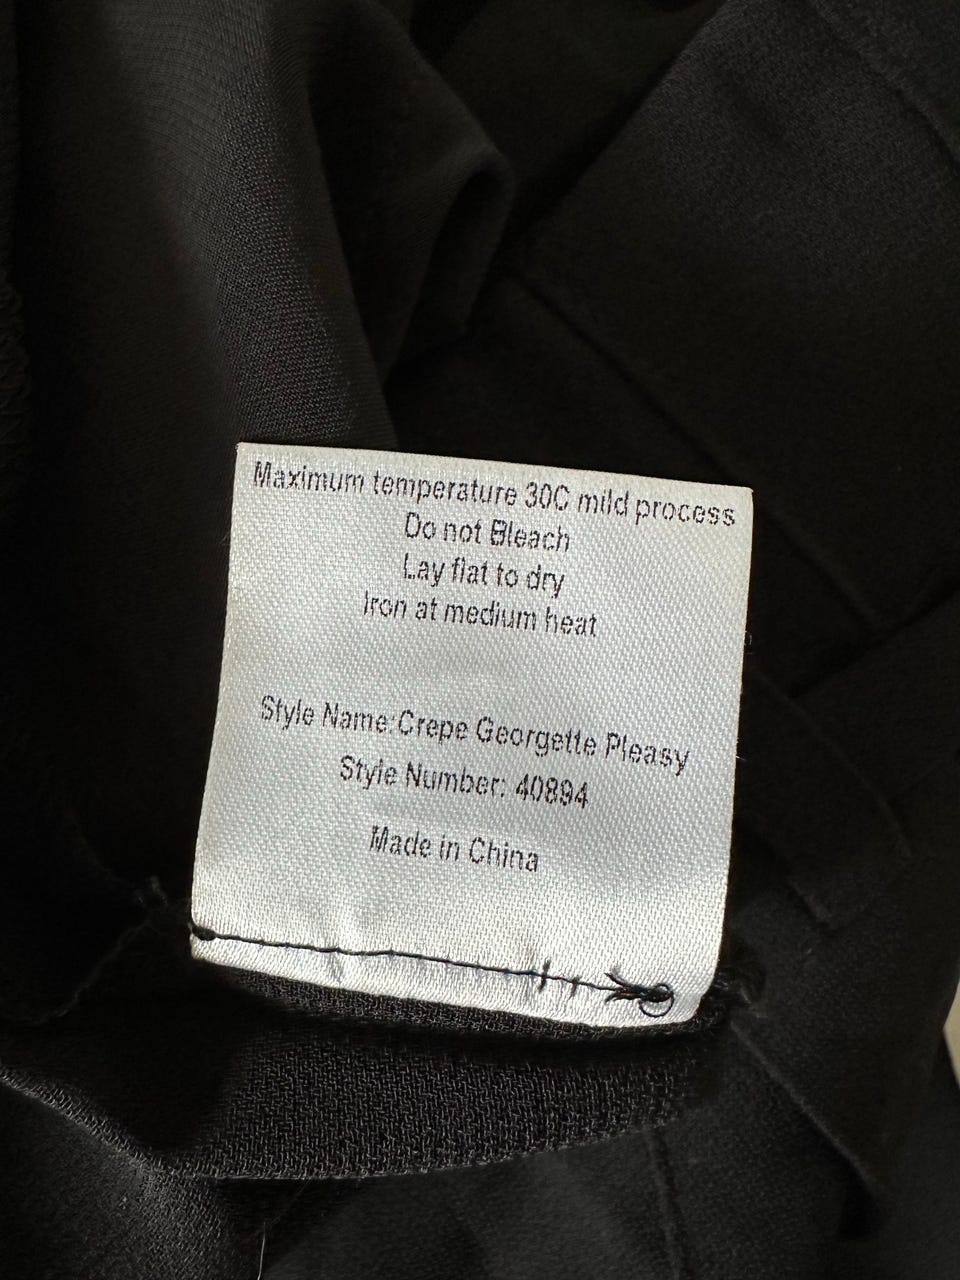 Maximum temperature 30C mild process
Do not Bleach
Lay flat to dry
Iron at medium heat
Style Name:Crepe Georgette Pleasy
Style Number: 40894
Made in China